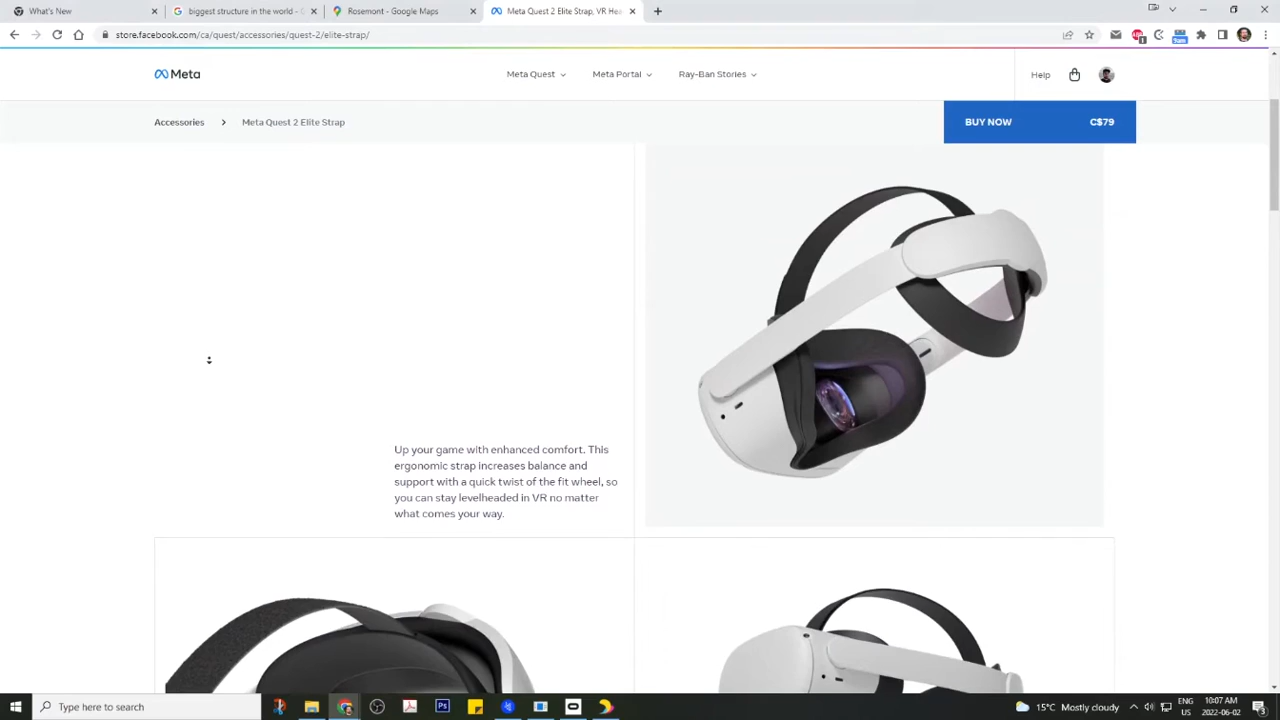 What's New
biggest structure in the world - G
Rosemont - Google Maps
Meta Quest 2 Elite Strap, VR Hea
store.facebook.com/ca/quest/accessories/quest-2/elite-strap/
Meta
Meta Quest
Meta Portal
Ray-Ban Stories
Help
Accessories
Meta Quest 2 Elite Strap
BUY NOW
C$79
Up your game with enhanced comfort. This
ergonomic strap increases balance and
support with a quick twist of the fit wheel, so
you can stay levelheaded in VR no matter
what comes your way.
Type here to search
15°C Mostly cloudy
ENG
US
10:07 AM
2022-06-02